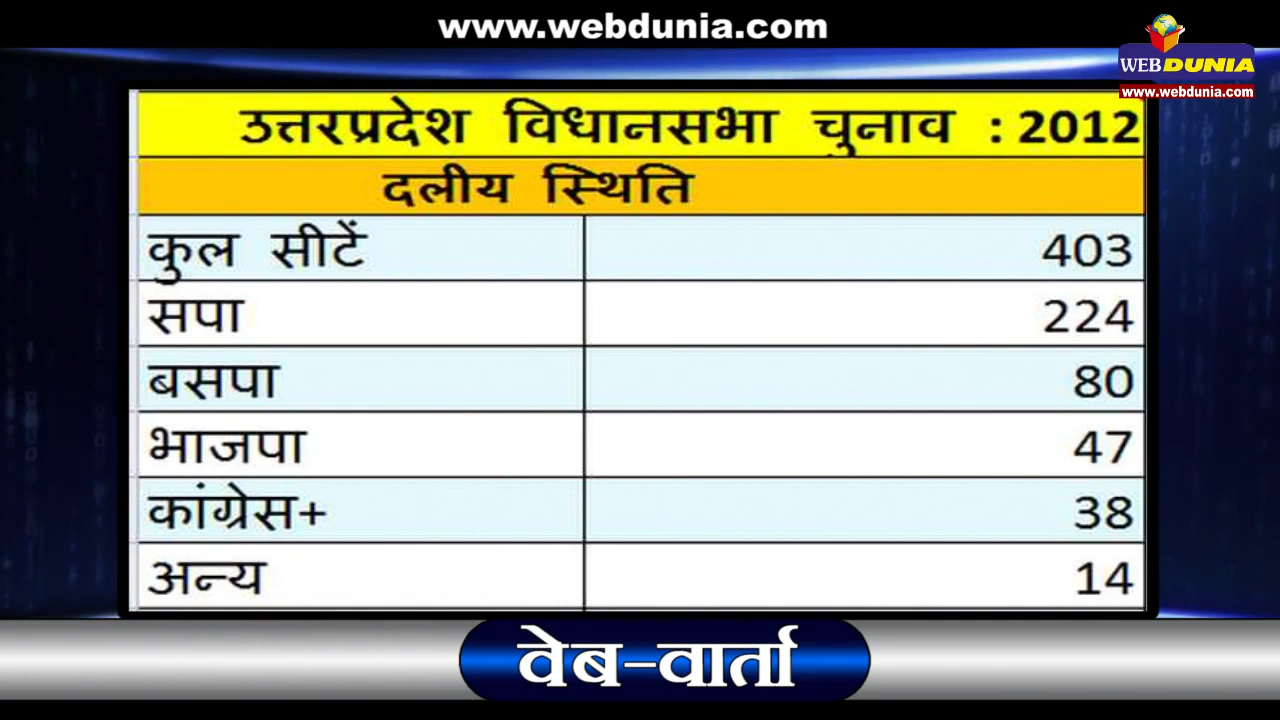 www.webdunia.com
WEBDUNIA
www.webdunia.com
उत्तरप्रदेश विधानसभा चुनाव : 2012
दलीय स्थिति
कुल सीटें 403
सपा 224
बसपा 80
भाजपा 47
कांग्रेस+ 38
अन्य 14
वेब-वार्ता